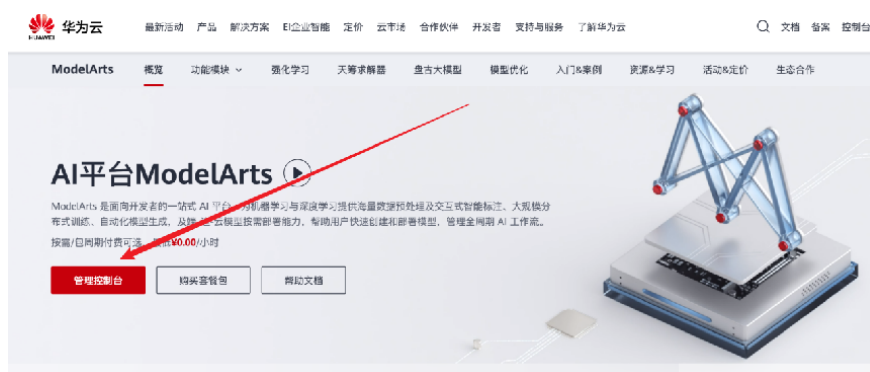 HUAWEI 华为云 最新活动 产品 解决方案 EI企业智能 定价 云市场 合作伙伴 开发者 支持与服务 了解华为云 文档 备案 控制台
ModelArts 概览 功能模块 强化学习 天筹求解器 盘古大模型 模型优化 入门&案例 资源&学习 活动&定价 生态合作
AI平台ModelArts
ModelArts 是面向开发者的一站式 AI 平台，为机器学习与深度学习提供海量数据预处理及交互式智能标注、大规模分
布式训练、自动化模型生成，及端-边-云模型按需部署能力，帮助用户快速创建和部署模型，管理全周期 AI 工作流。
按需/包周期付费可选 ¥0.00/小时
管理控制台 购买套餐包 帮助文档